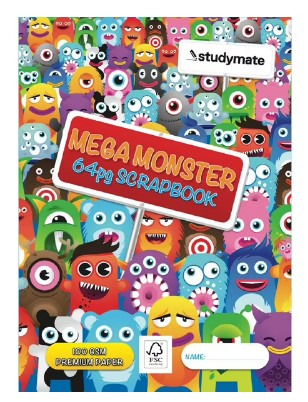 studymate
MEGA MONSTER
64pg SCRAPBOOK
100 GSM
PREMIUM PAPER
FSC
NAME: